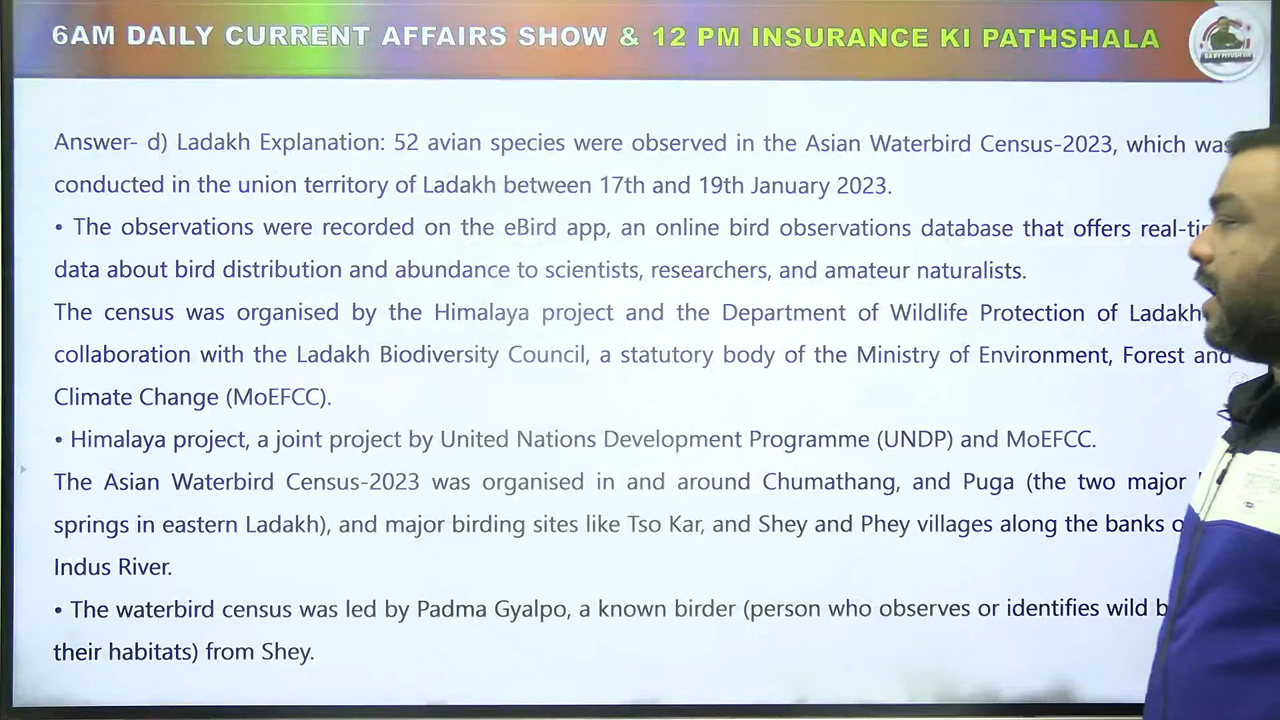 6AM DAILY CURRENT AFFAIRS SHOW & 12 PM INSURANCE KI PATHSHALA
Answer- d) Ladakh Explanation: 52 avian species were observed in the Asian Waterbird Census-2023, which was
conducted in the union territory of Ladakh between 17th and 19th January 2023.
• The observations were recorded on the eBird app, an online bird observations database that offers
data about bird distribution and abundance to scientists, researchers, and amateur naturalists.
The census was organised by the Himalaya project and the Department of Wildlife Protection of Ladakh
collaboration with the Ladakh Biodiversity Council, a statutory body of the Ministry of Environment, Forest and
Climate Change (MoEFCC).
• Himalaya project, a joint project by United Nations Development Programme (UNDP) and MoEFCC.
The Asian Waterbird Census-2023 was organised in and around Chumathang, and Puga (the two major
springs in eastern Ladakh), and major birding sites like Tso Kar, and Shey and Phey villages along the banks
Indus River.
• The waterbird census was led by Padma Gyalpo, a known birder (person who observes or identifies wild
their habitats) from Shey.